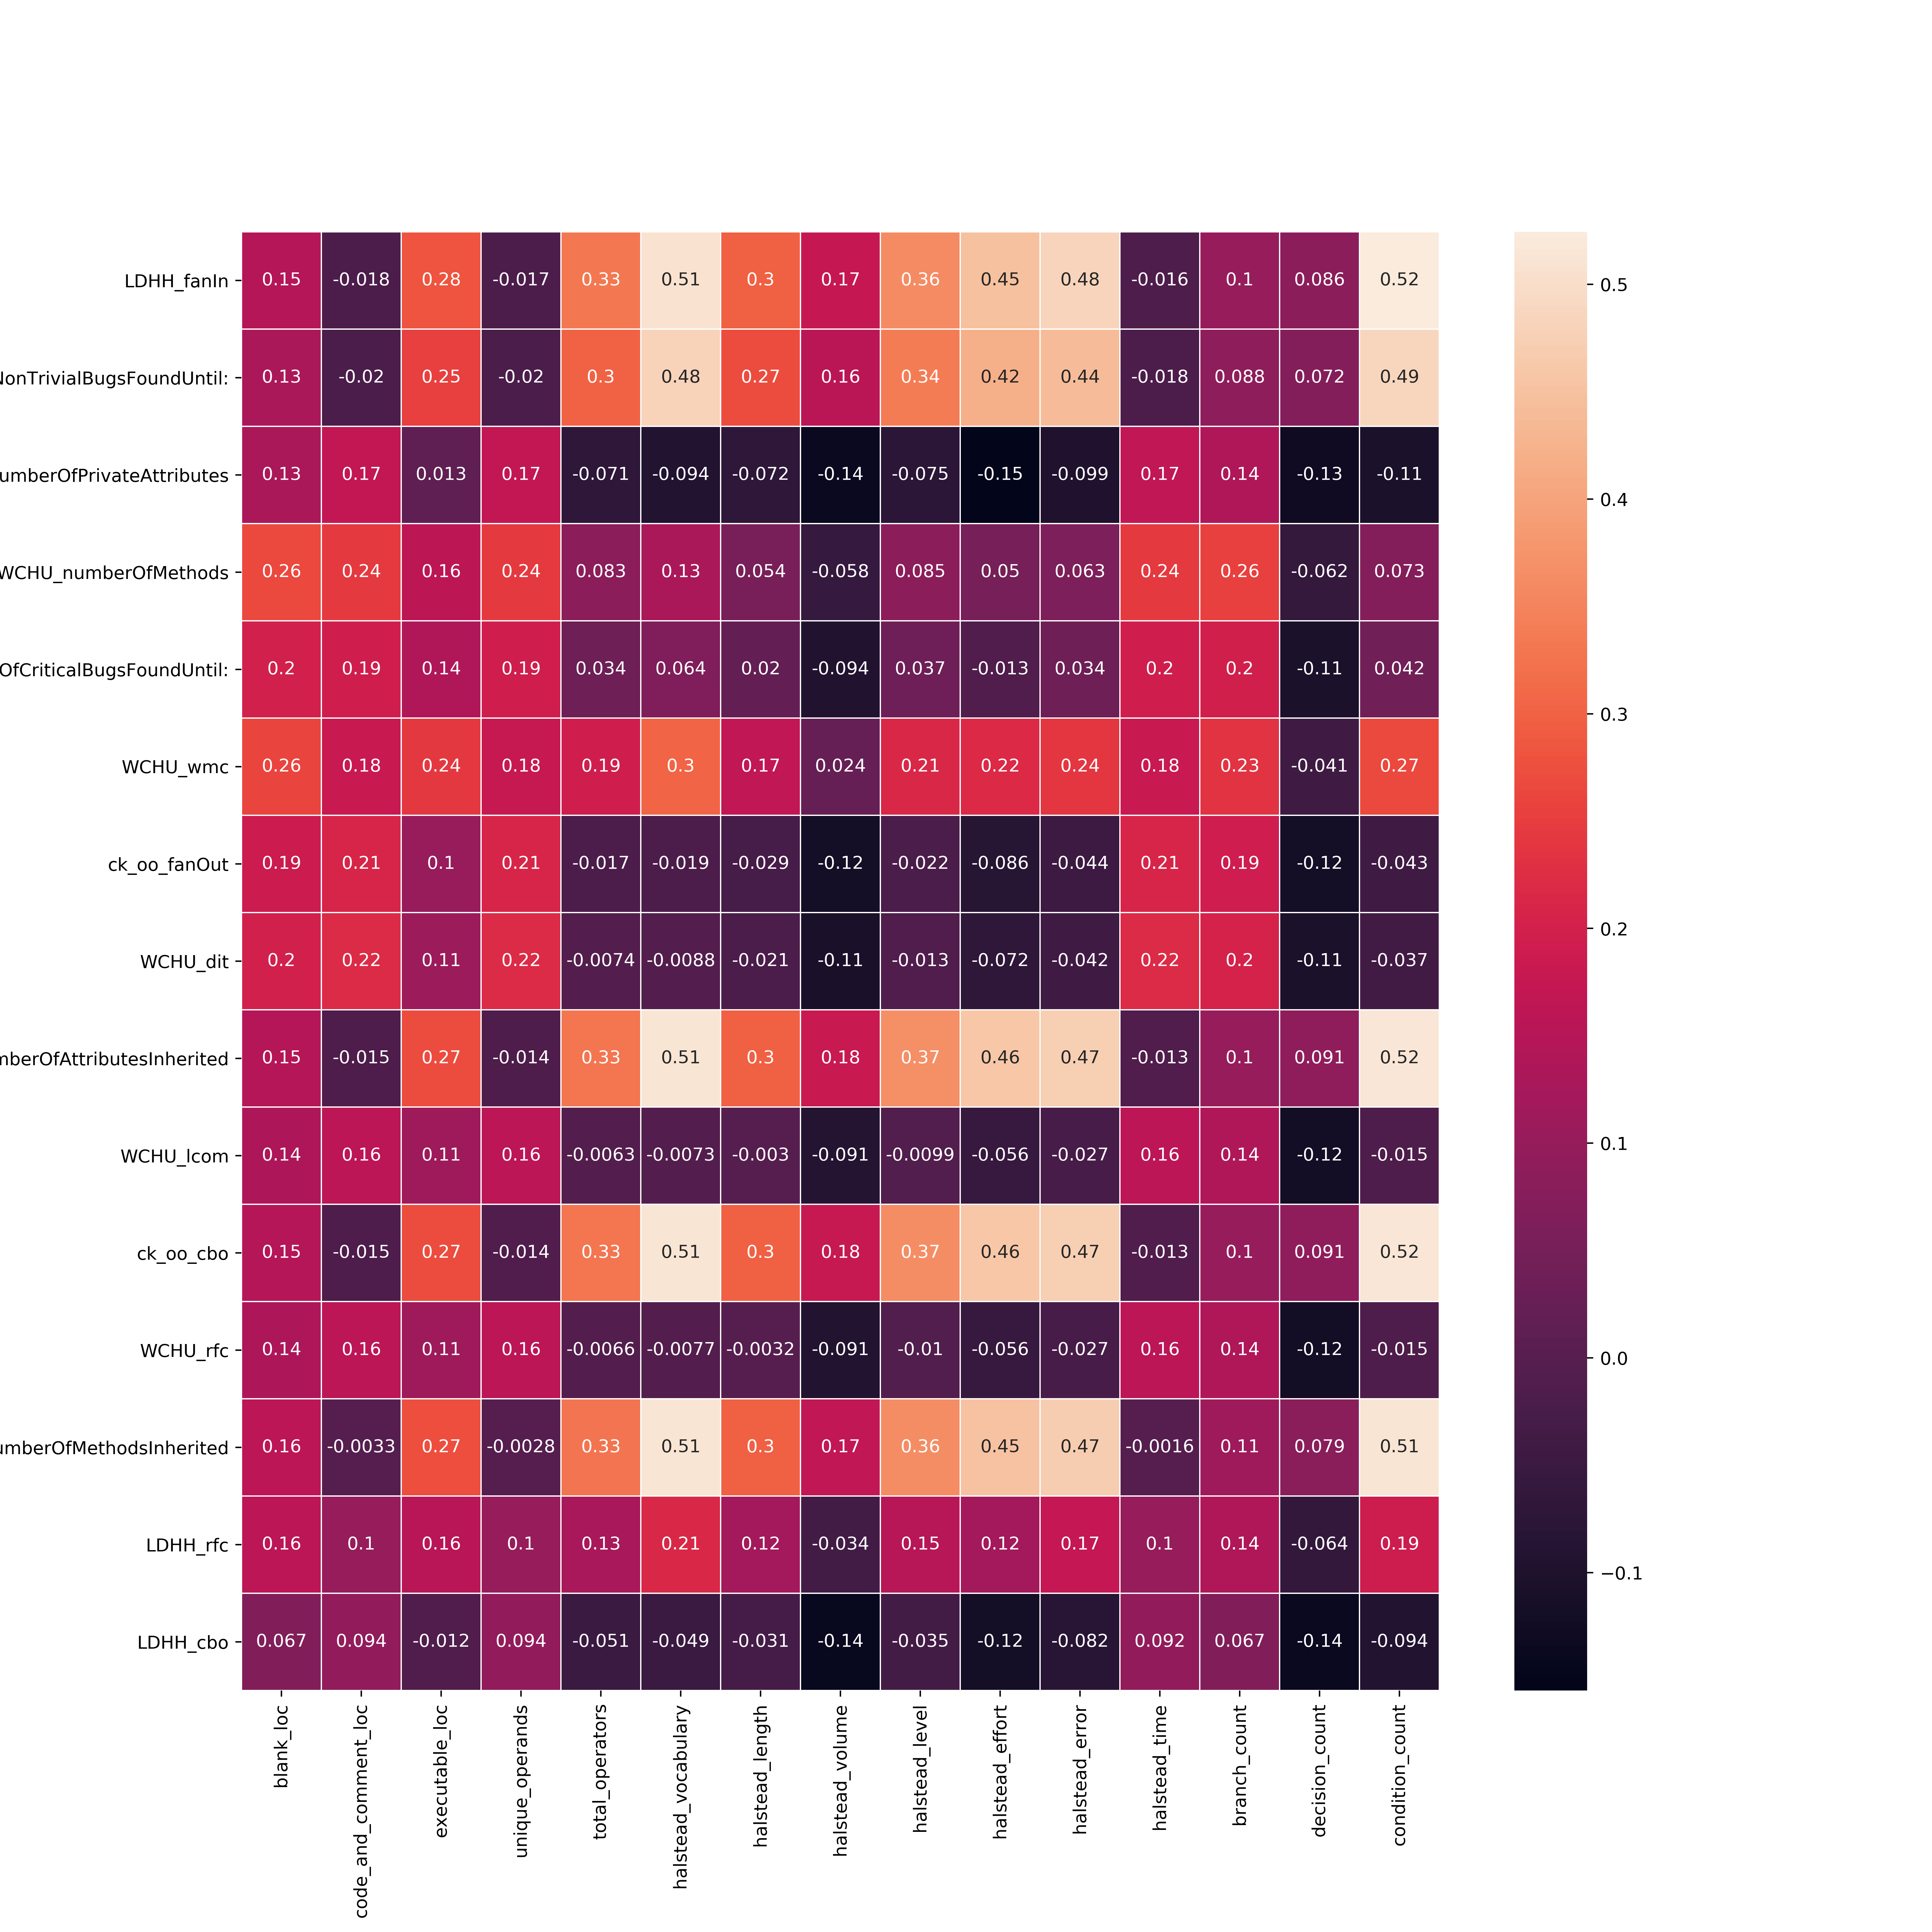 LDHH_fanIn 0.15 -0.018 0.28 -0.017 0.33 0.51 0.3 0.17 0.36 0.45 0.48 -0.016 0.1 0.086 0.52
NonTrivialBugsFoundUntil: 0.13 -0.02 0.25 -0.02 0.3 0.48 0.27 0.16 0.34 0.42 0.44 -0.018 0.088 0.072 0.49
umberOfPrivateAttributes 0.13 0.17 0.013 0.17 -0.071 -0.094 -0.072 -0.14 -0.075 -0.15 -0.099 0.17 0.14 -0.13 -0.11
WCHU_numberOfMethods 0.26 0.24 0.16 0.24 0.083 0.13 0.054 -0.058 0.085 0.05 0.063 0.24 0.26 -0.062 0.073
OfCriticalBugsFoundUntil: 0.2 0.19 0.14 0.19 0.034 0.064 0.02 -0.094 0.037 -0.013 0.034 0.2 0.2 -0.11 0.042
WCHU_wmc 0.26 0.18 0.24 0.18 0.19 0.3 0.17 0.024 0.21 0.22 0.24 0.18 0.23 -0.041 0.27
ck_oo_fanOut 0.19 0.21 0.1 0.21 -0.017 -0.019 -0.029 -0.12 -0.022 -0.086 -0.044 0.21 0.19 -0.12 -0.043
WCHU_dit 0.2 0.22 0.11 0.22 -0.0074 -0.0088 -0.021 -0.11 -0.013 -0.072 -0.042 0.22 0.2 -0.11 -0.037
mberOfAttributesInherited 0.15 -0.015 0.27 -0.014 0.33 0.51 0.3 0.18 0.37 0.46 0.47 -0.013 0.1 0.091 0.52
WCHU_lcom 0.14 0.16 0.11 0.16 -0.0063 -0.0073 -0.003 -0.091 -0.0099 -0.056 -0.027 0.16 0.14 -0.12 -0.015
ck_oo_cbo 0.15 -0.015 0.27 -0.014 0.33 0.51 0.3 0.18 0.37 0.46 0.47 -0.013 0.1 0.091 0.52
WCHU_rfc 0.14 0.16 0.11 0.16 -0.0066 -0.0077 -0.0032 -0.091 -0.01 -0.056 -0.027 0.16 0.14 -0.12 -0.015
umberOfMethodsInherited 0.16 -0.0033 0.27 -0.0028 0.33 0.51 0.3 0.17 0.36 0.45 0.47 -0.0016 0.11 0.079 0.51
LDHH_rfc 0.16 0.1 0.16 0.1 0.13 0.21 0.12 -0.034 0.15 0.12 0.17 0.1 0.14 -0.064 0.19
LDHH_cbo 0.067 0.094 -0.012 0.094 -0.051 -0.049 -0.031 -0.14 -0.035 -0.12 -0.082 0.092 0.067 -0.14 -0.094
blank_loc
code_and_comment_loc
executable_loc
unique_operands
total_operators
halstead_vocabulary
halstead_length
halstead_volume
halstead_level
halstead_effort
halstead_error
halstead_time
branch_count
decision_count
condition_count
0.5
0.4
0.3
0.2
0.1
0.0
−0.1